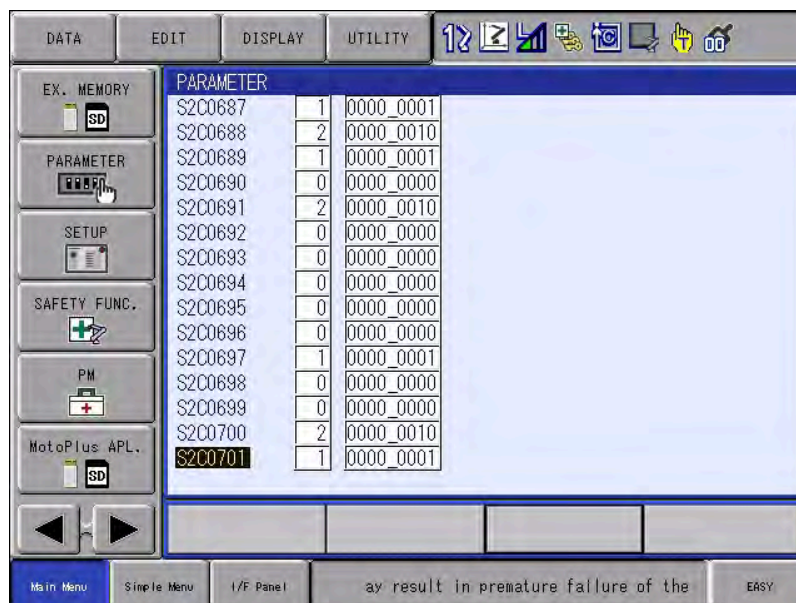 DATA
EDIT
DISPLAY
UTILITY
EX. MEMORY
SD
PARAMETER
SETUP
SAFETY FUNC.
PM
MotoPlus APL.
SD
PARAMETER
S2C0687 1 0000_0001
S2C0688 2 0000_0010
S2C0689 1 0000_0001
S2C0690 0 0000_0000
S2C0691 2 0000_0010
S2C0692 0 0000_0000
S2C0693 0 0000_0000
S2C0694 0 0000_0000
S2C0695 0 0000_0000
S2C0696 0 0000_0000
S2C0697 1 0000_0001
S2C0698 0 0000_0000
S2C0699 0 0000_0000
S2C0700 2 0000_0010
S2C0701 1 0000_0001
Main Menu
Simple Menu
I/F Panel
ay result in premature failure of the
EASY